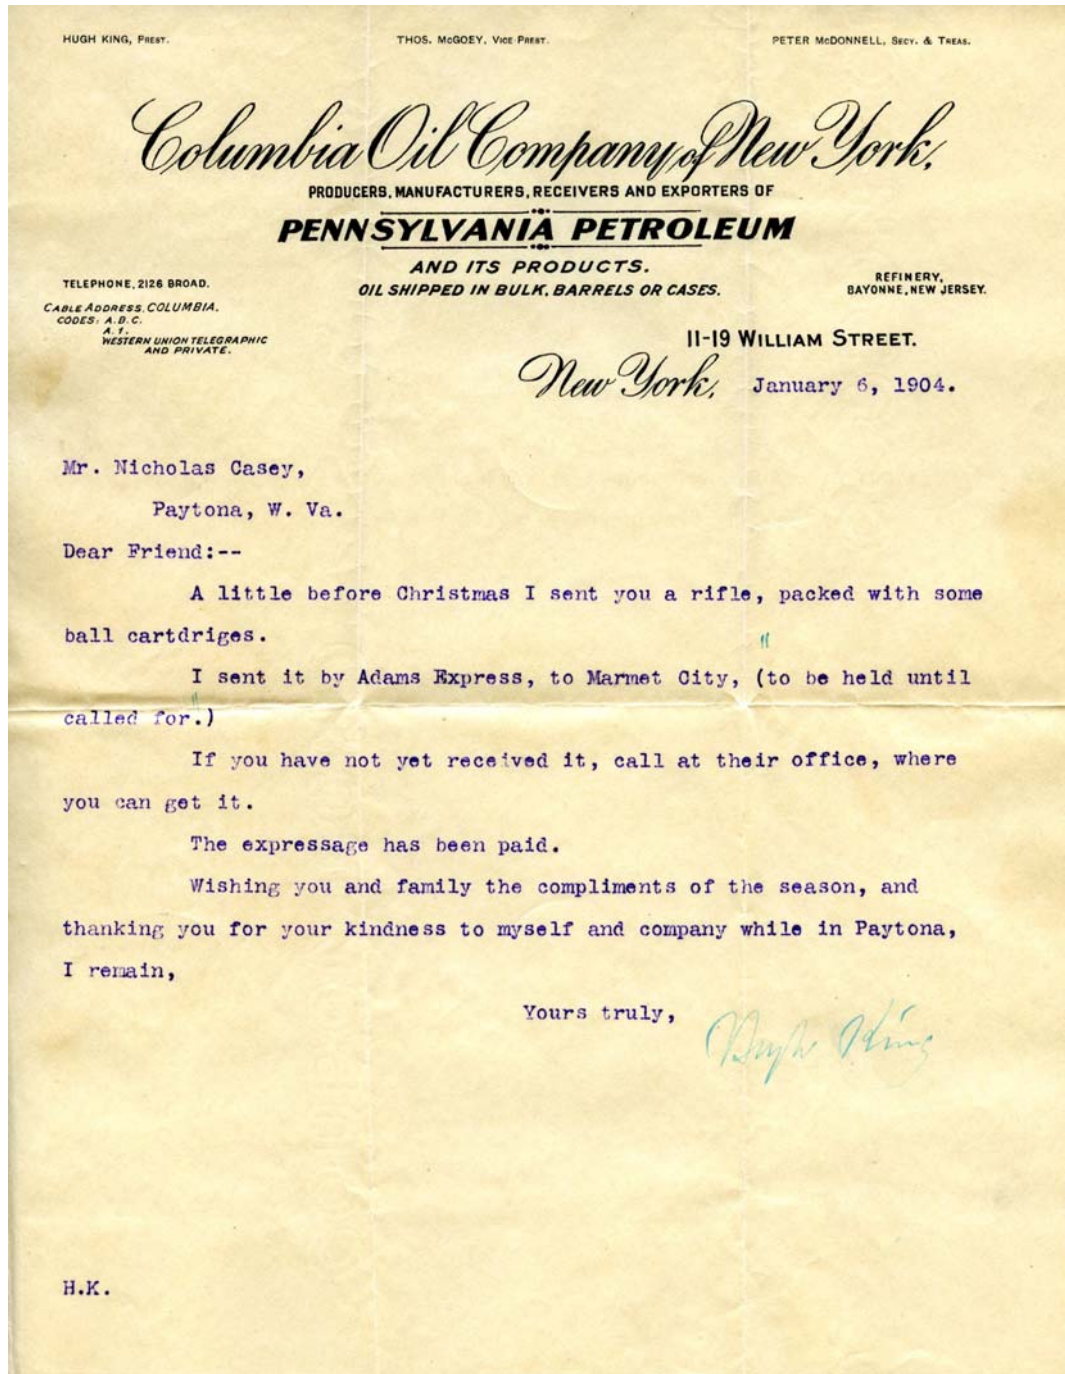 HUGH KING, PREST. THOS. McGOEY, VICE PREST. PETER McDONNELL, SECY. & TREAS.
Columbia Oil Company of New York,
PRODUCERS, MANUFACTURERS, RECEIVERS AND EXPORTERS OF
PENNSYLVANIA PETROLEUM
AND ITS PRODUCTS.
OIL SHIPPED IN BULK, BARRELS OR CASES.
TELEPHONE, 2126 BROAD.
CABLE ADDRESS, COLUMBIA.
CODES: A.B.C.
A. 1.
WESTERN UNION TELEGRAPHIC
AND PRIVATE.
REFINERY,
BAYONNE, NEW JERSEY.
11-19 WILLIAM STREET.
New York, January 6, 1904.
Mr. Nicholas Casey,
Paytona, W. Va.
Dear Friend:--
A little before Christmas I sent you a rifle, packed with some
ball cartdriges.
"
I sent it by Adams Express, to Marmet City, (to be held until
"
called for.)
If you have not yet received it, call at their office, where
you can get it.
The expressage has been paid.
Wishing you and family the compliments of the season, and
thanking you for your kindness to myself and company while in Paytona,
I remain,
Yours truly,
Hugh King
H.K.